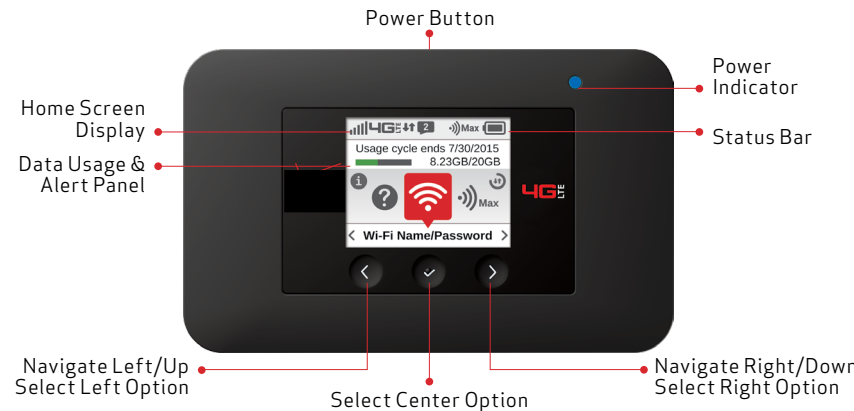 Power Button
Power
Indicator
Home Screen
Display
Status Bar
Data Usage &
Alert Panel
4G LTE 2 Max
Usage cycle ends 7/30/2015
8.23GB/20GB
i
? Max
< Wi-Fi Name/Password >
4G LTE
Navigate Left/Up
Select Left Option
Select Center Option
Navigate Right/Down
Select Right Option